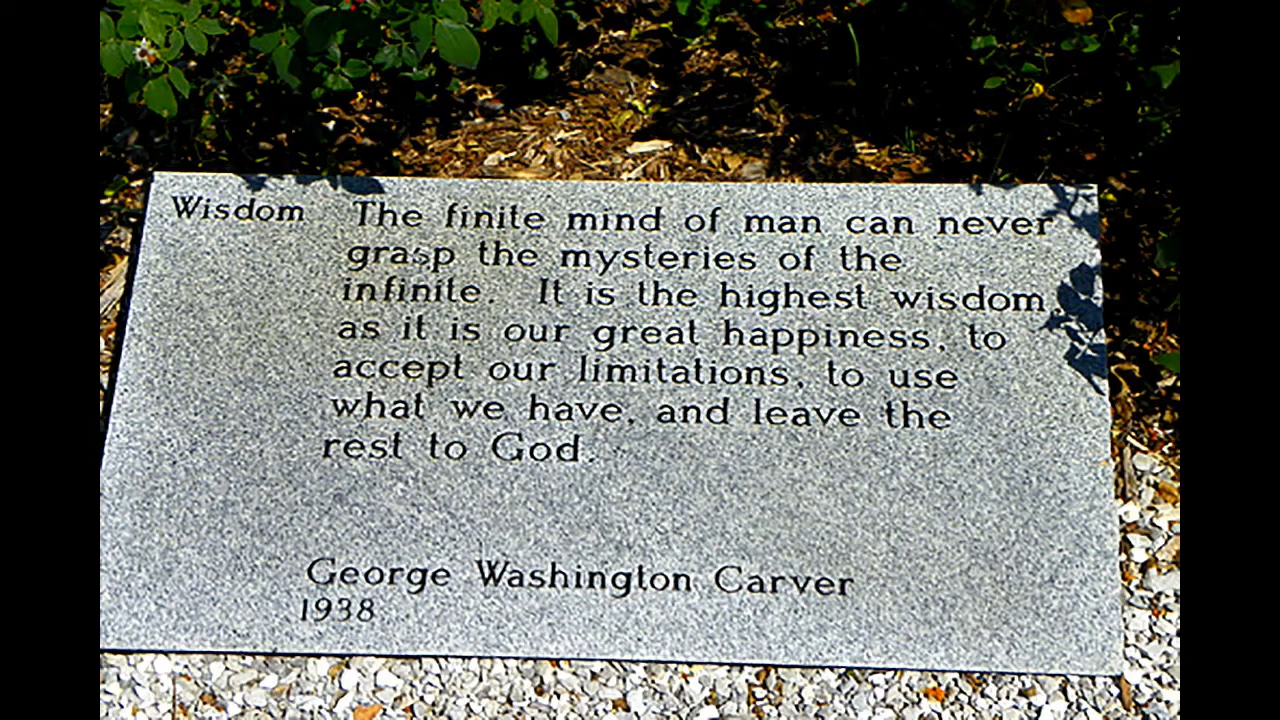 Wisdom The finite mind of man can never
grasp the mysteries of the
infinite. It is the highest wisdom,
as it is our great happiness, to
accept our limitations, to use
what we have, and leave the
rest to God.
George Washington Carver
1938